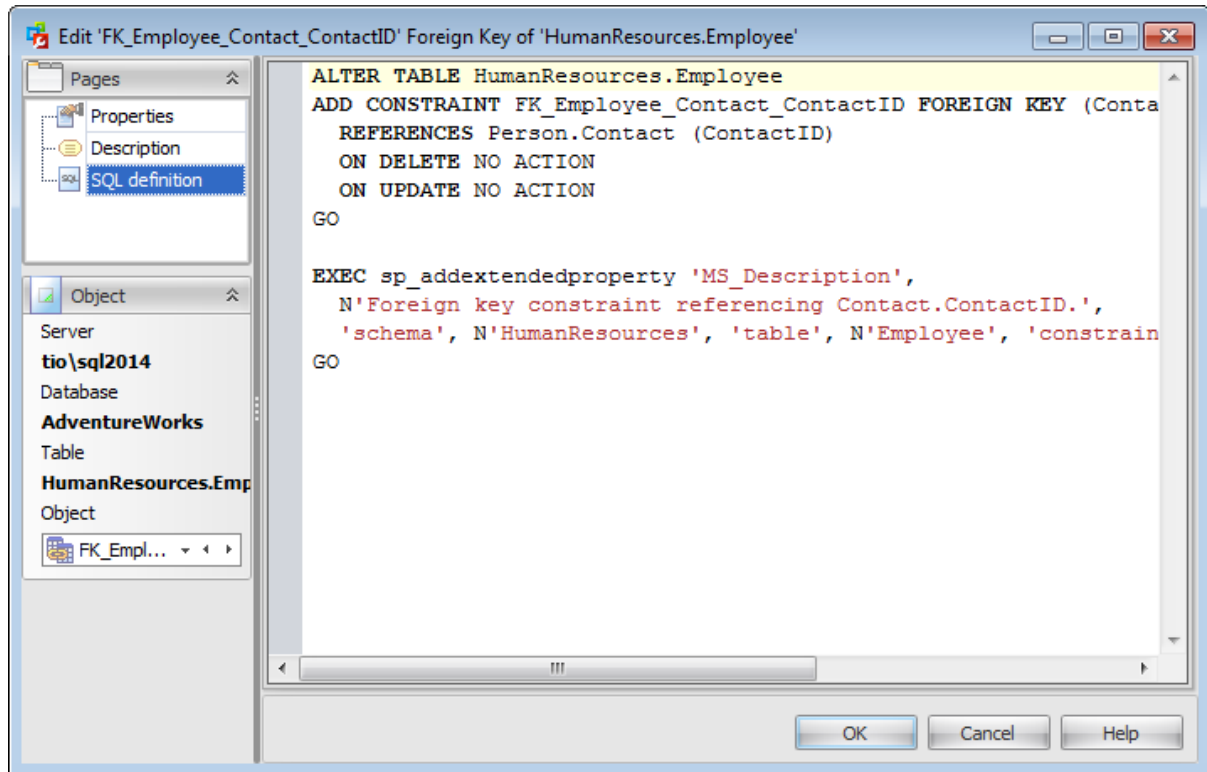 Edit 'FK_Employee_Contact_ContactID' Foreign Key of 'HumanResources.Employee'
Pages
Properties
Description
SQL definition
Object
Server
tio\sql2014
Database
AdventureWorks
Table
HumanResources.Emp
Object
FK_Empl...
ALTER TABLE HumanResources.Employee
ADD CONSTRAINT FK_Employee_Contact_ContactID FOREIGN KEY (Conta
REFERENCES Person.Contact (ContactID)
ON DELETE NO ACTION
ON UPDATE NO ACTION
GO
EXEC sp_addextendedproperty 'MS_Description',
N'Foreign key constraint referencing Contact.ContactID.',
'schema', N'HumanResources', 'table', N'Employee', 'constrain
GO
OK
Cancel
Help